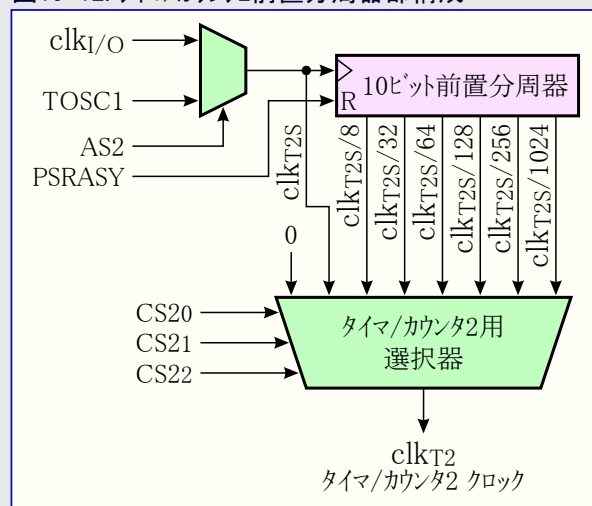 clkI/O
TOSC1
AS2
PSRASY
10ビット前置分周器
R
clkT2S
clkT2S/8
clkT2S/32
clkT2S/64
clkT2S/128
clkT2S/256
clkT2S/1024
0
CS20
CS21
CS22
タイマ/カウンタ2用
選択器
clkT2
タイマ/カウンタ2 クロック